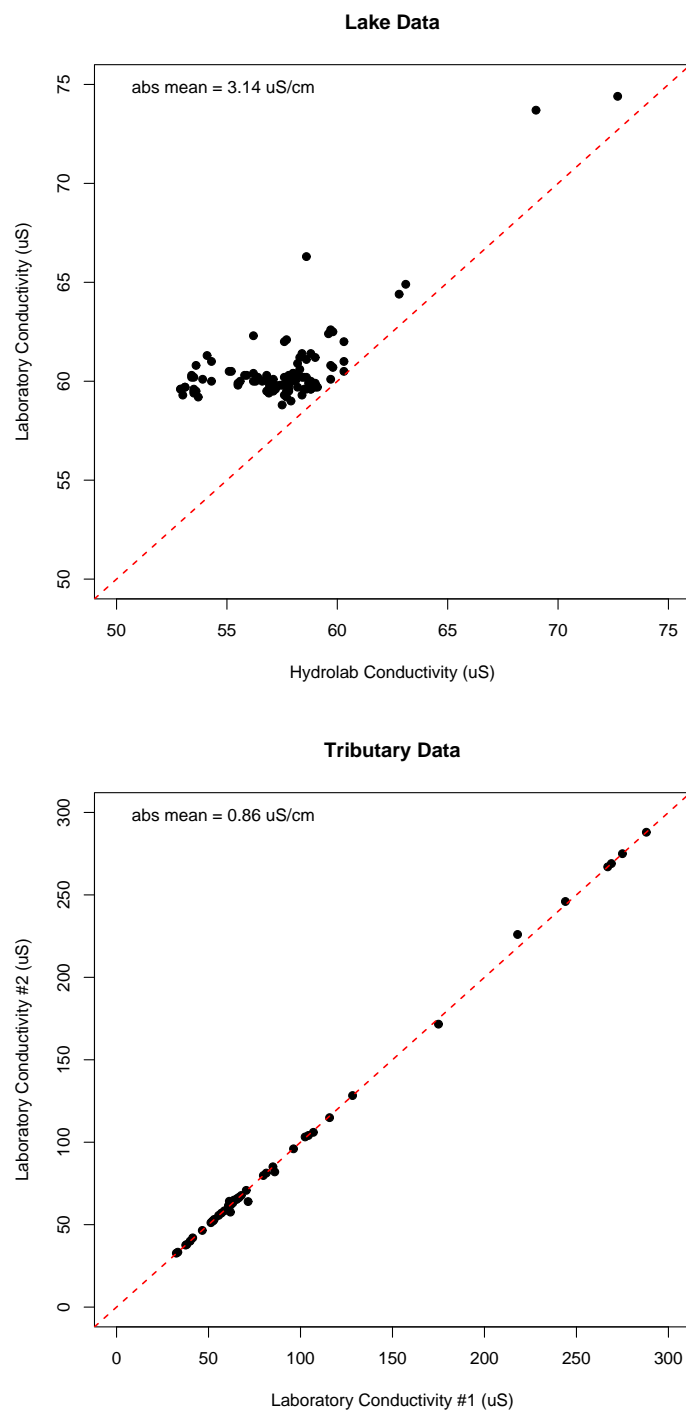 Lake Data
abs mean = 3.14 uS/cm
75
70
65
60
55
50
Laboratory Conductivity (uS)
50 55 60 65 70 75
Hydrolab Conductivity (uS)
Tributary Data
abs mean = 0.86 uS/cm
300
250
200
150
100
50
0
Laboratory Conductivity #2 (uS)
0 50 100 150 200 250 300
Laboratory Conductivity #1 (uS)